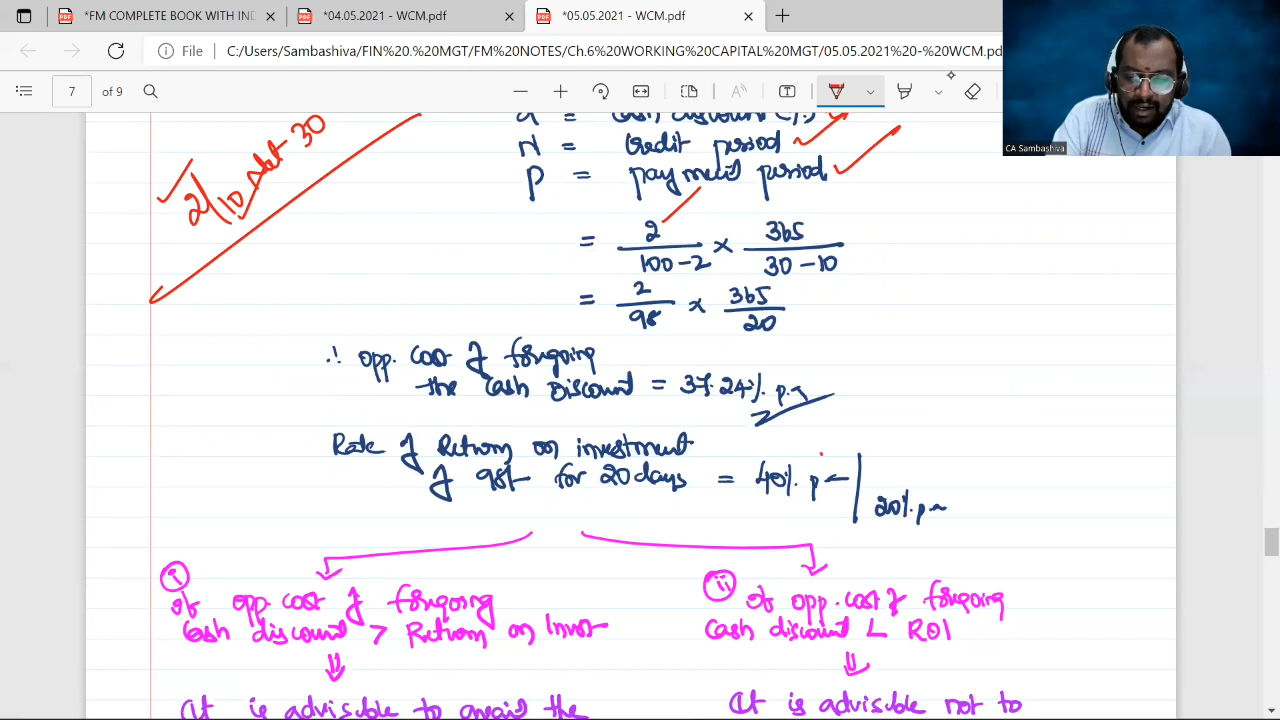 *FM COMPLETE BOOK WITH IND
*04.05.2021 - WCM.pdf
*05.05.2021 - WCM.pdf
File C:/Users/Sambashiva/FIN%20.%20MGT/FM%20NOTES/Ch.6%20WORKING%20CAPITAL%20MGT/05.05.2021%20-%20WCM.pd
7 of 9
CA Sambashiva
2/10 net 30
d = cash discount (%)
N = credit period
P = payment period
= 2/100-2 × 365/30-10
= 2/98 × 365/20
∴ opp. cost of forgoing
the cash Discount = 37.24% p.a
Rate of Return on investment
of 98/- for 20 days = 40% p.a | 20% p.a
(i) If opp. cost of forgoing
cash discount > Return on Invst
⇓
It is advisible to avail the
(ii) If opp. cost of forgoing
cash discount < ROI
⇓
It is advisible not to